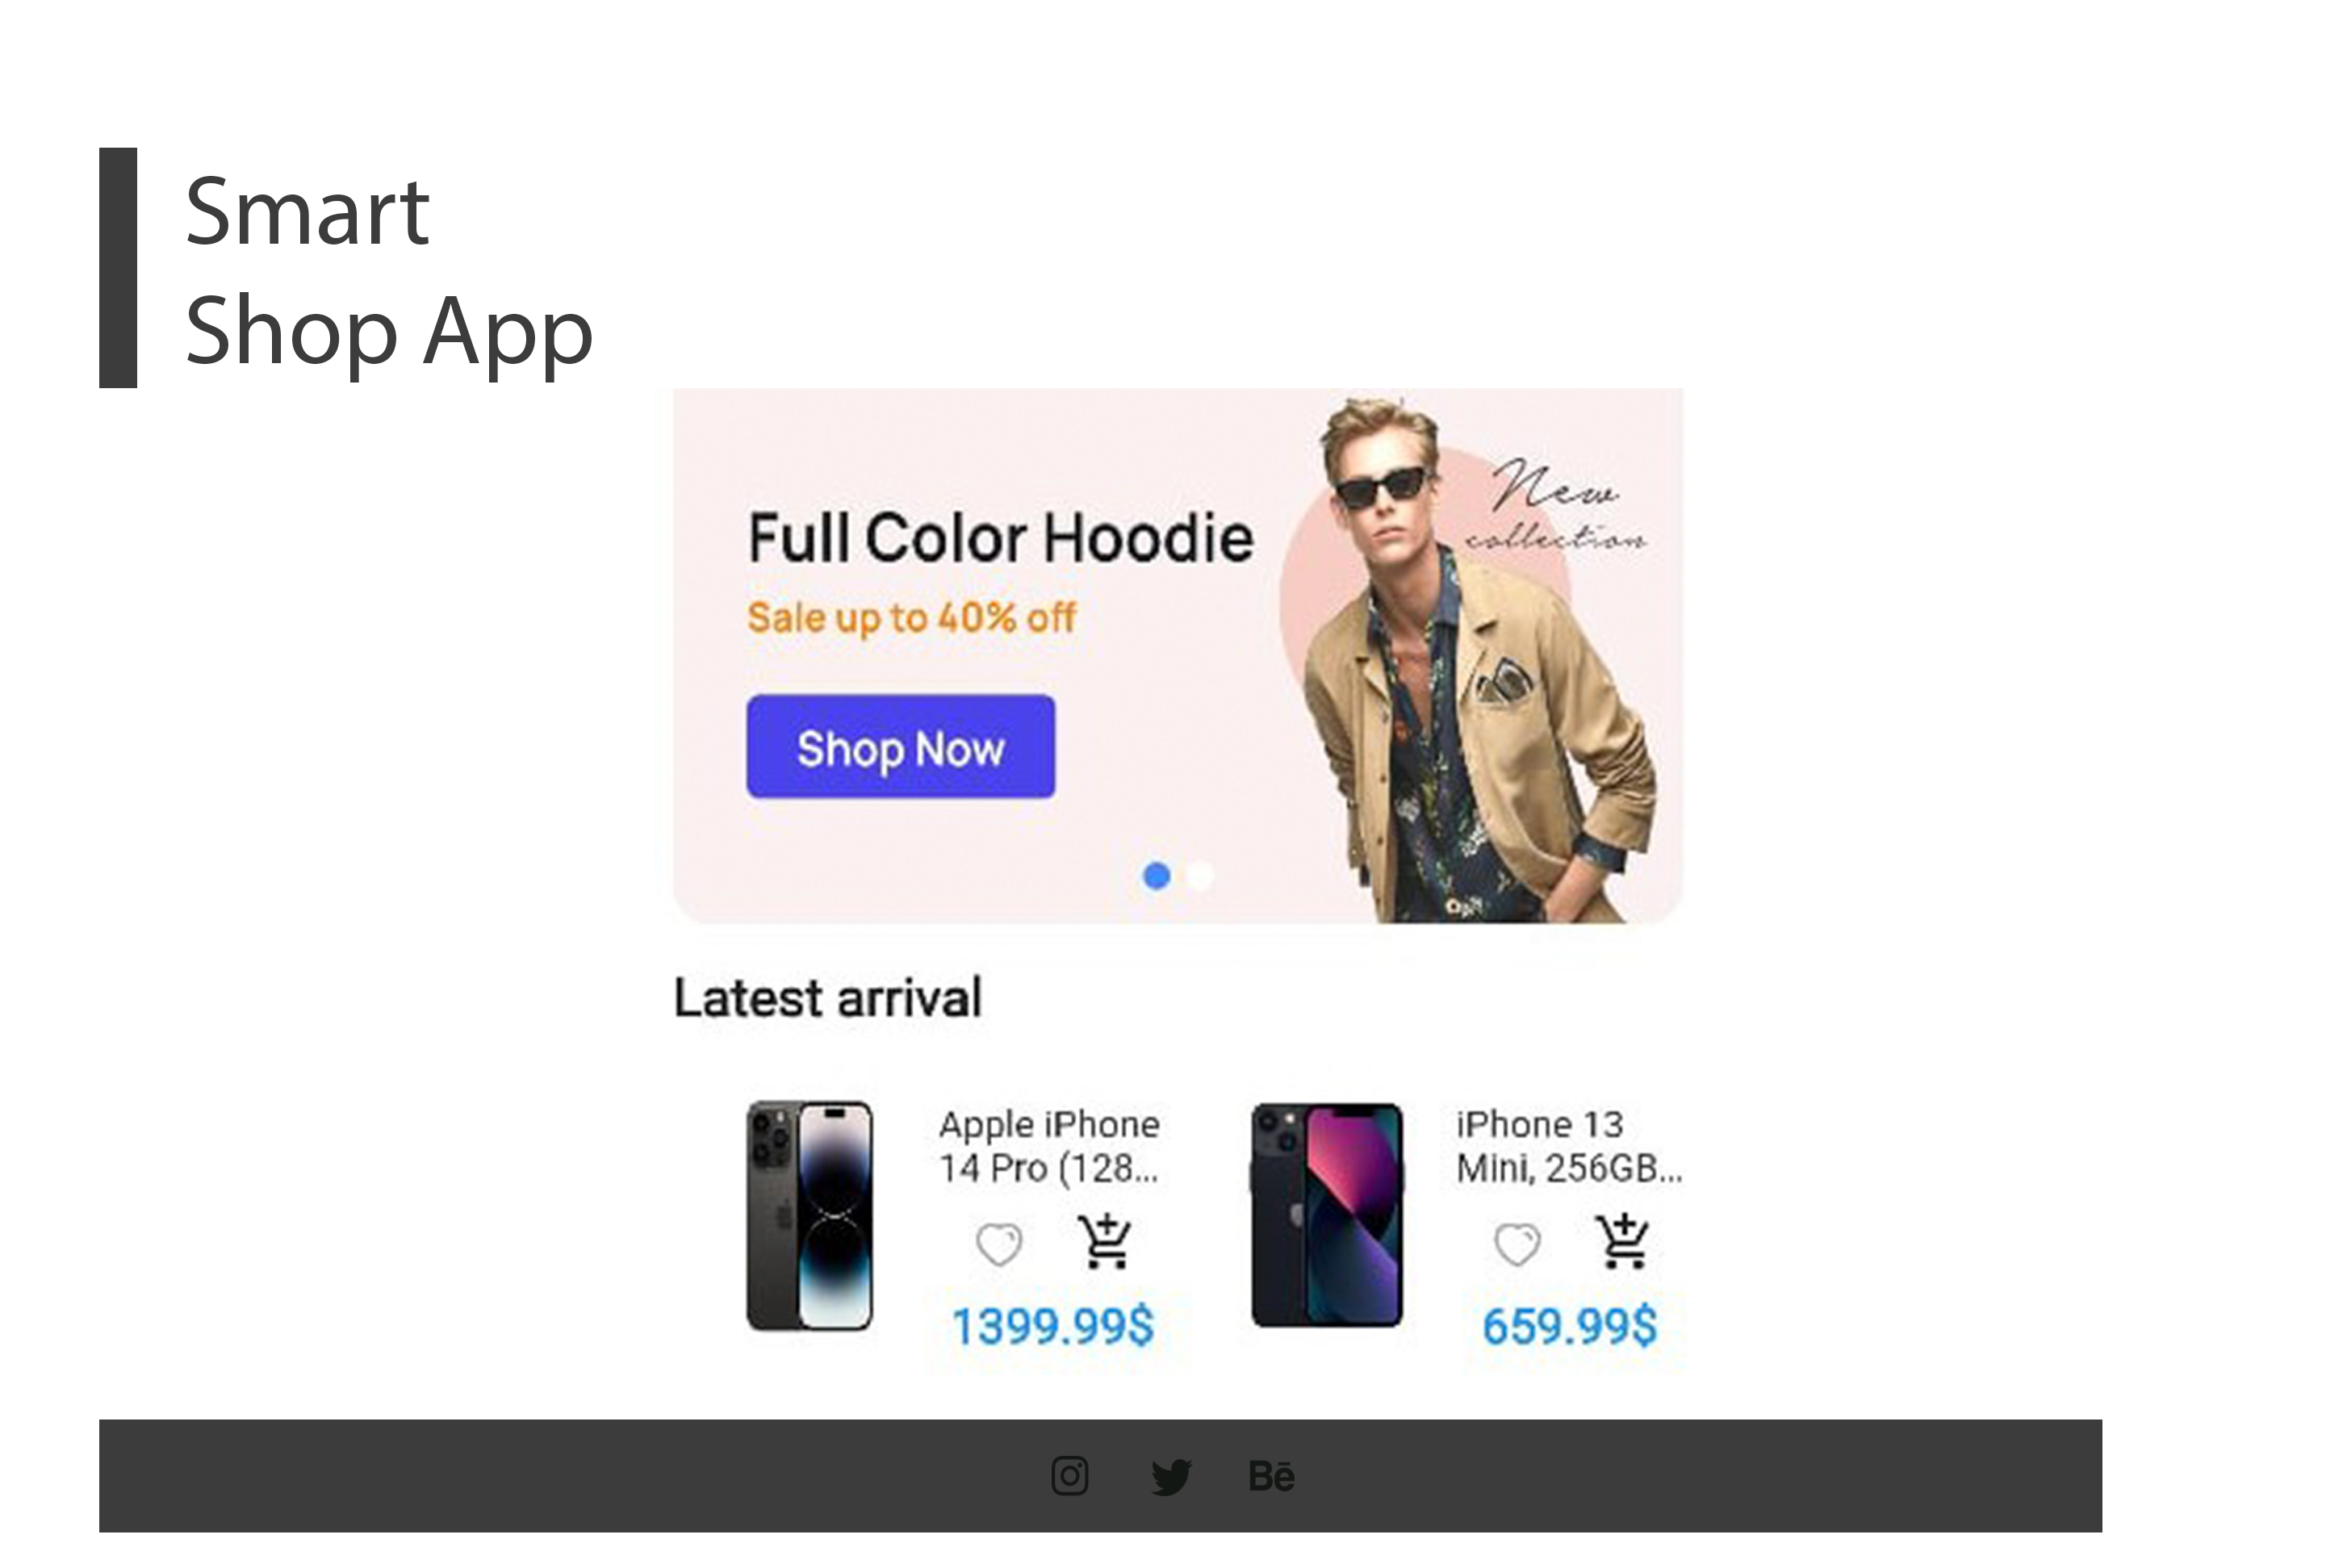 Smart
Shop App
Full Color Hoodie
Sale up to 40% off
Shop Now
New
collection
Latest arrival
Apple iPhone
14 Pro (128...
1399.99$
iPhone 13
Mini, 256GB...
659.99$
Bē